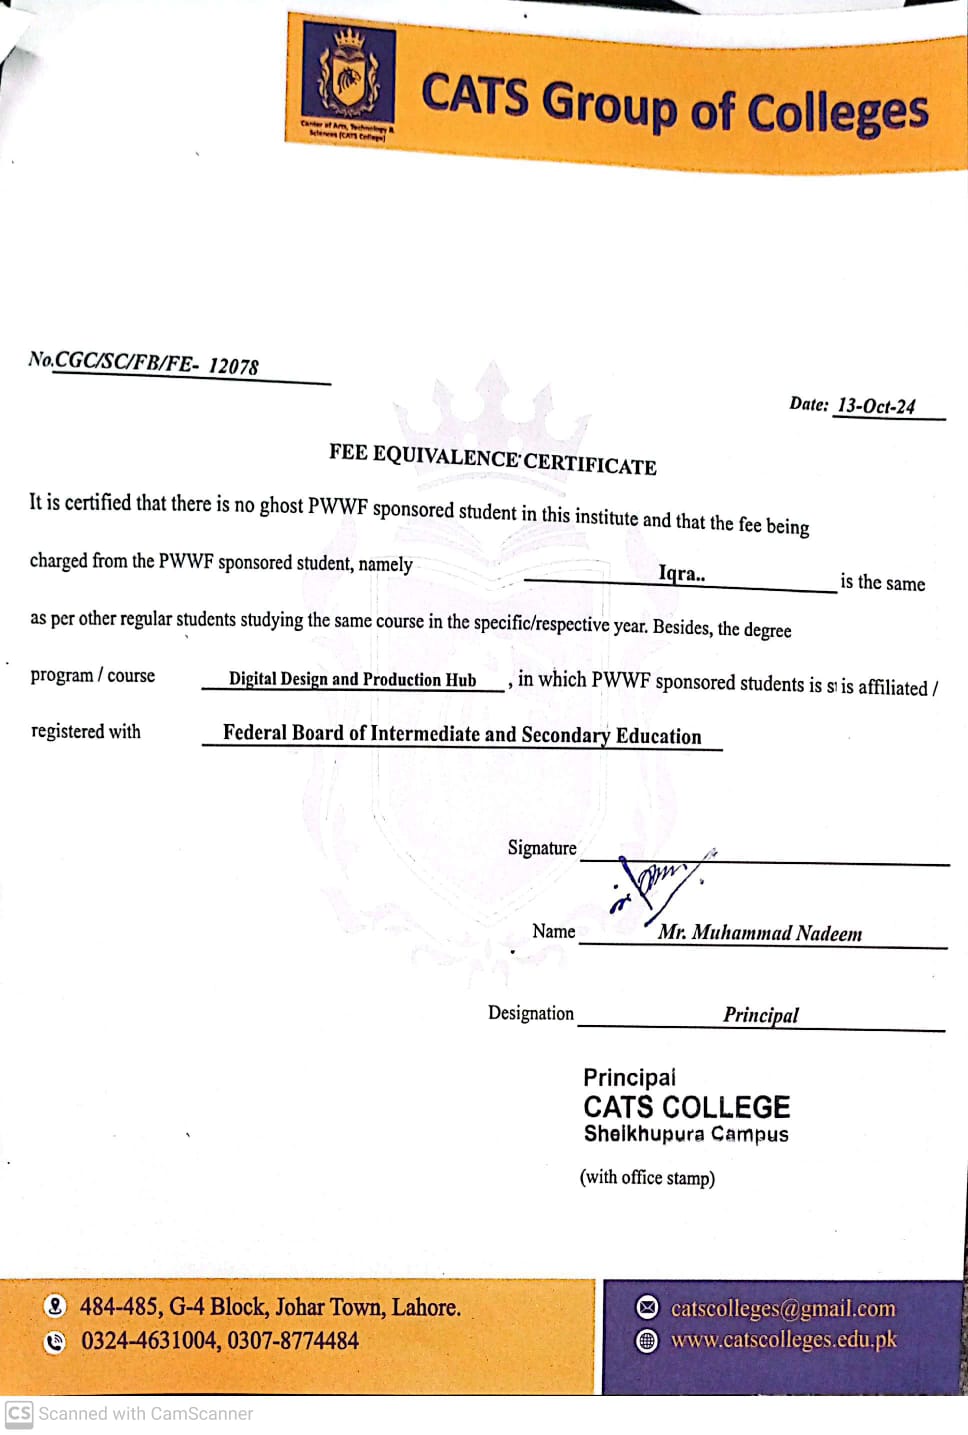 CATS Group of Colleges
Center of Arts, Technology &
Sciences (CATS College)
No.CGC/SC/FB/FE- 12078
Date: 13-Oct-24
FEE EQUIVALENCE CERTIFICATE
It is certified that there is no ghost PWWF sponsored student in this institute and that the fee being
charged from the PWWF sponsored student, namely Iqra.. is the same
as per other regular students studying the same course in the specific/respective year. Besides, the degree
program / course Digital Design and Production Hub , in which PWWF sponsored students is si is affiliated /
registered with Federal Board of Intermediate and Secondary Education
Signature
Name Mr. Muhammad Nadeem
Designation Principal
Principal
CATS COLLEGE
Sheikhupura Campus
(with office stamp)
484-485, G-4 Block, Johar Town, Lahore.
0324-4631004, 0307-8774484
catscolleges@gmail.com
www.catscolleges.edu.pk
CS Scanned with CamScanner